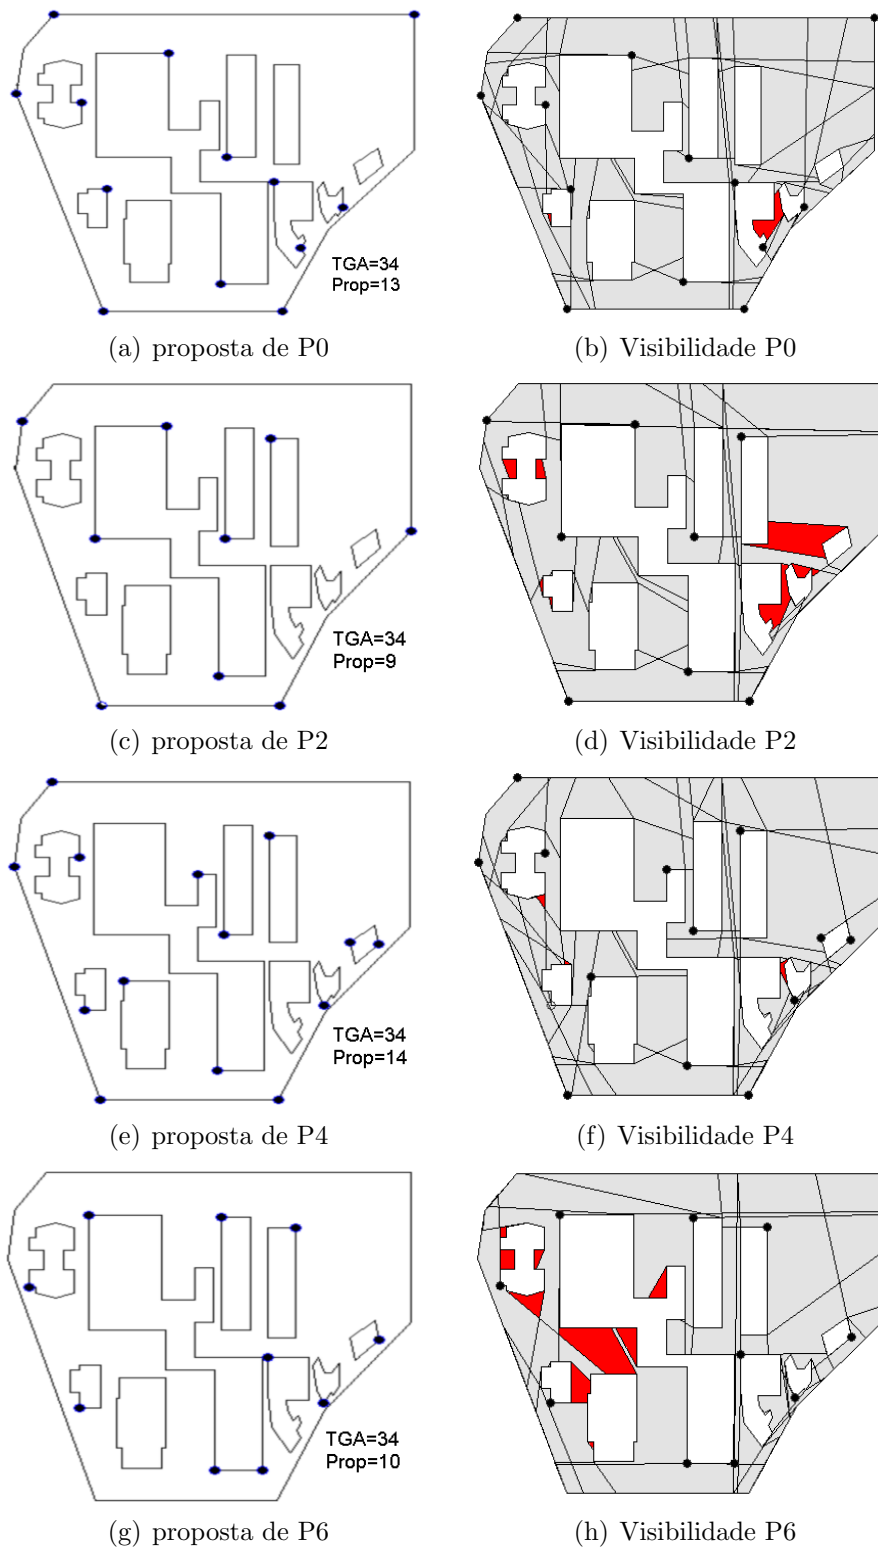 TGA=34
Prop=13
(a) proposta de P0
(b) Visibilidade P0
TGA=34
Prop=9
(c) proposta de P2
(d) Visibilidade P2
TGA=34
Prop=14
(e) proposta de P4
(f) Visibilidade P4
TGA=34
Prop=10
(g) proposta de P6
(h) Visibilidade P6